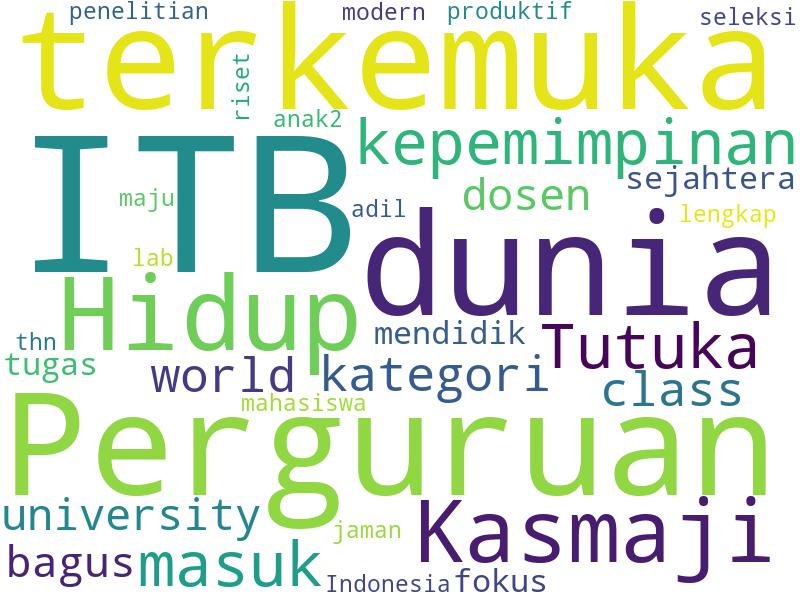 penelitian
modern
produktif
seleksi
terkemuka
riset
anak2
ITB
kepemimpinan
sejahtera
dosen
maju
adil
lengkap
dunia
lab
Hidup
thn
mendidik
Tutuka
tugas
world
kategori
class
mahasiswa
Perguruan
university
jaman
Kasmaji
bagus
masuk
Indonesia
fokus